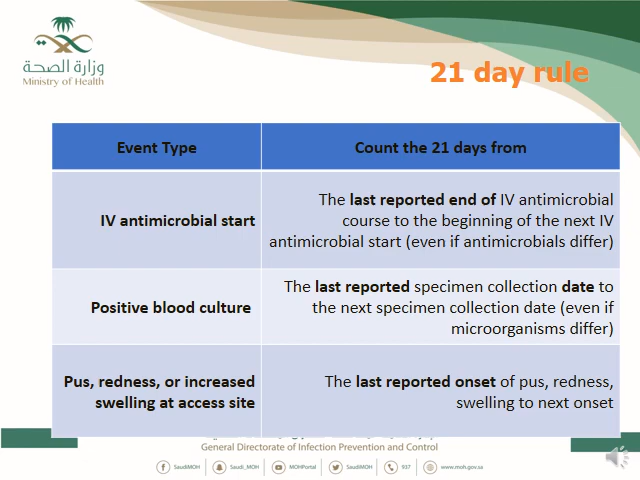 وزارة الصحة
Ministry of Health
21 day rule
Event Type
Count the 21 days from
IV antimicrobial start
The last reported end of IV antimicrobial
course to the beginning of the next IV
antimicrobial start (even if antimicrobials differ)
Positive blood culture
The last reported specimen collection date to
the next specimen collection date (even if
microorganisms differ)
Pus, redness, or increased
swelling at access site
The last reported onset of pus, redness,
swelling to next onset
General Directorate of Infection Prevention and Control
SaudiMOH
Saudi_MOH
MOHPortal
SaudiMOH
937
www.moh.gov.sa